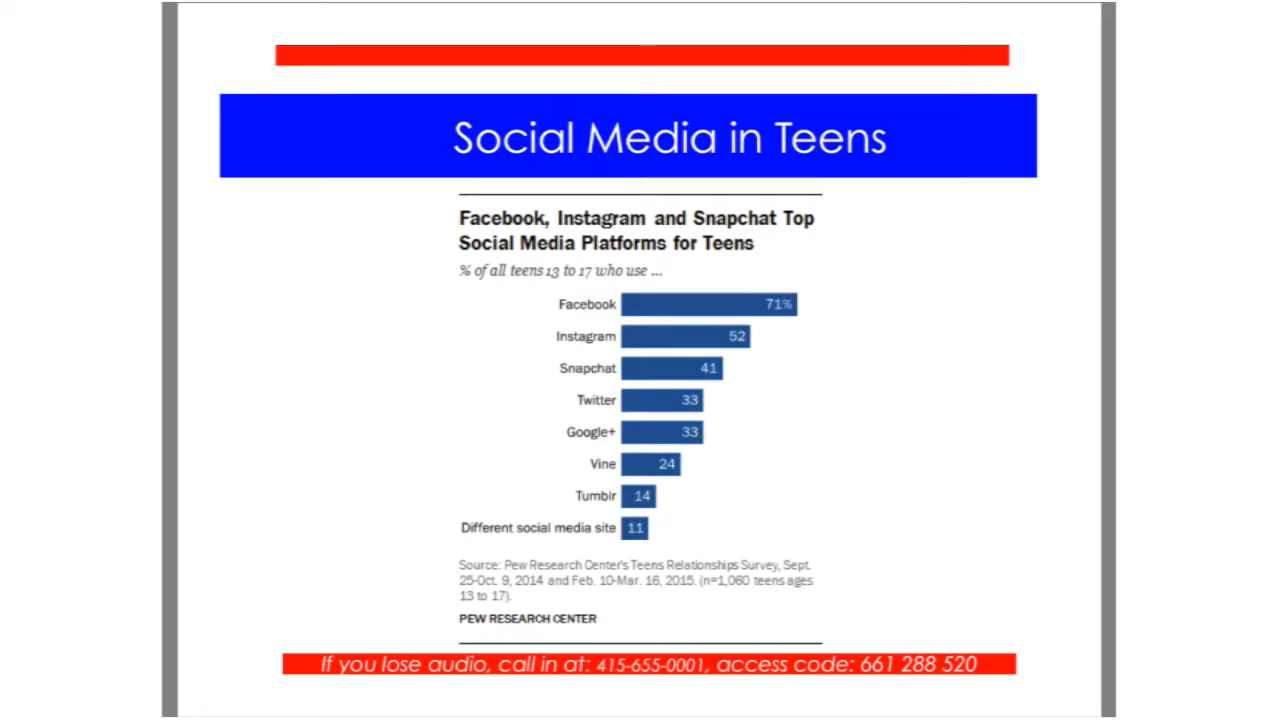 Social Media in Teens
Facebook, Instagram and Snapchat Top
Social Media Platforms for Teens
% of all teens 13 to 17 who use ...
Facebook 71%
Instagram 52
Snapchat 41
Twitter 33
Google+ 33
Vine 24
Tumblr 14
Different social media site 11
Source: Pew Research Center's Teens Relationships Survey, Sept.
25-Oct. 9, 2014 and Feb. 10-Mar. 16, 2015. (n=1,060 teens ages
13 to 17).
PEW RESEARCH CENTER
If you lose audio, call in at: 415-655-0001, access code: 661 288 520